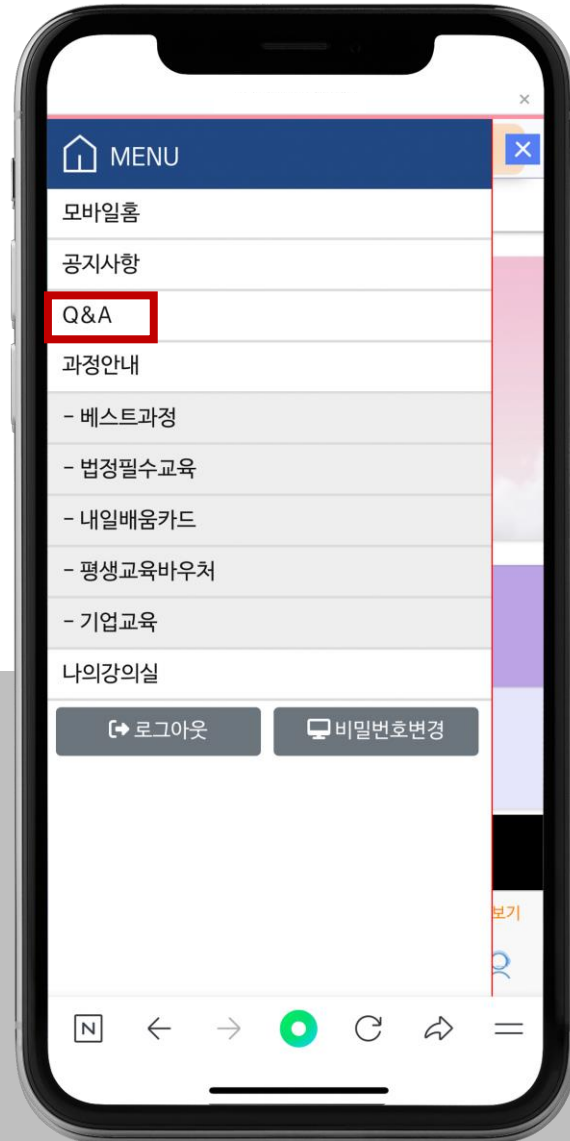 MENU
모바일홈
공지사항
Q&A
과정안내
- 베스트과정
- 법정필수교육
- 내일배움카드
- 평생교육바우처
- 기업교육
나의강의실
로그아웃
비밀번호변경
보기
N